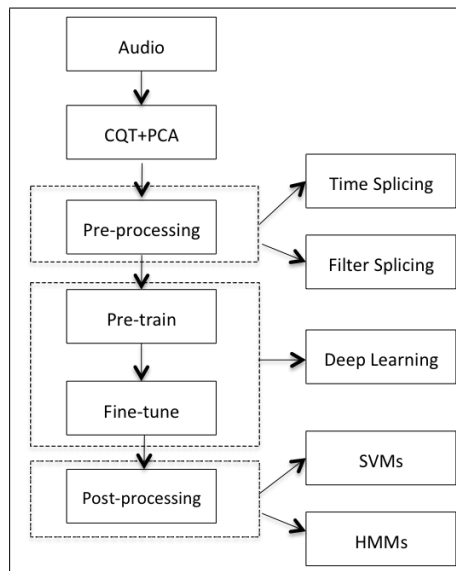 Audio
CQT+PCA
Pre-processing
Time Splicing
Filter Splicing
Pre-train
Fine-tune
Deep Learning
Post-processing
SVMs
HMMs